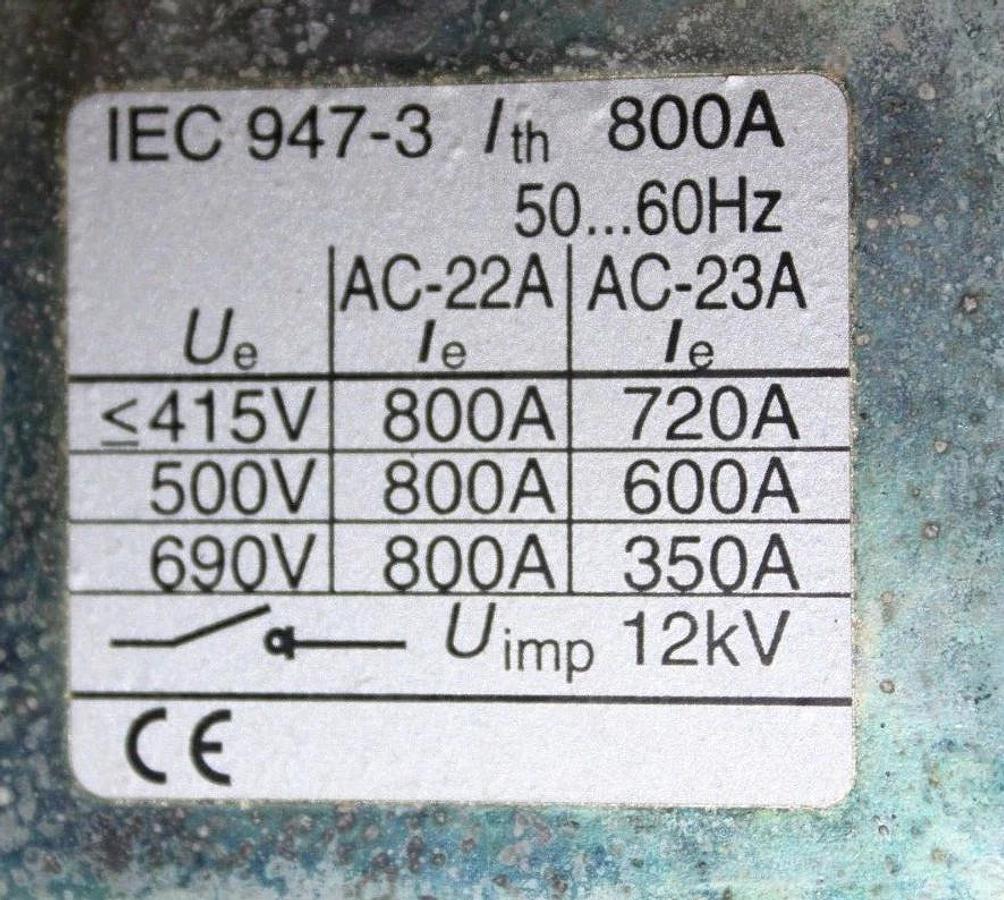 IEC 947-3 Ith 800A
50...60Hz
AC-22A AC-23A
Ue Ie Ie
≤415V 800A 720A
500V 800A 600A
690V 800A 350A
Uimp 12kV
CE